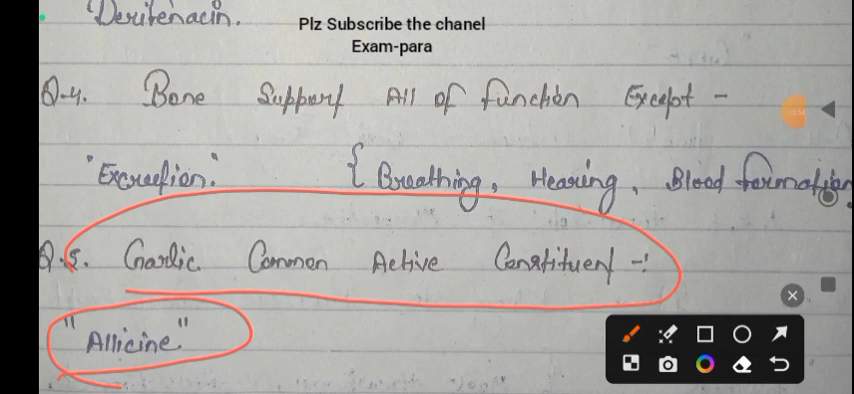 Deritenacin.
Plz Subscribe the chanel
Exam-para
Q.4. Bone Support All of function Except -
"Excreation." { Breathing, Hearing, Blood formation
Q.5. Garlic Common Active Constituent -:
"Allicine"